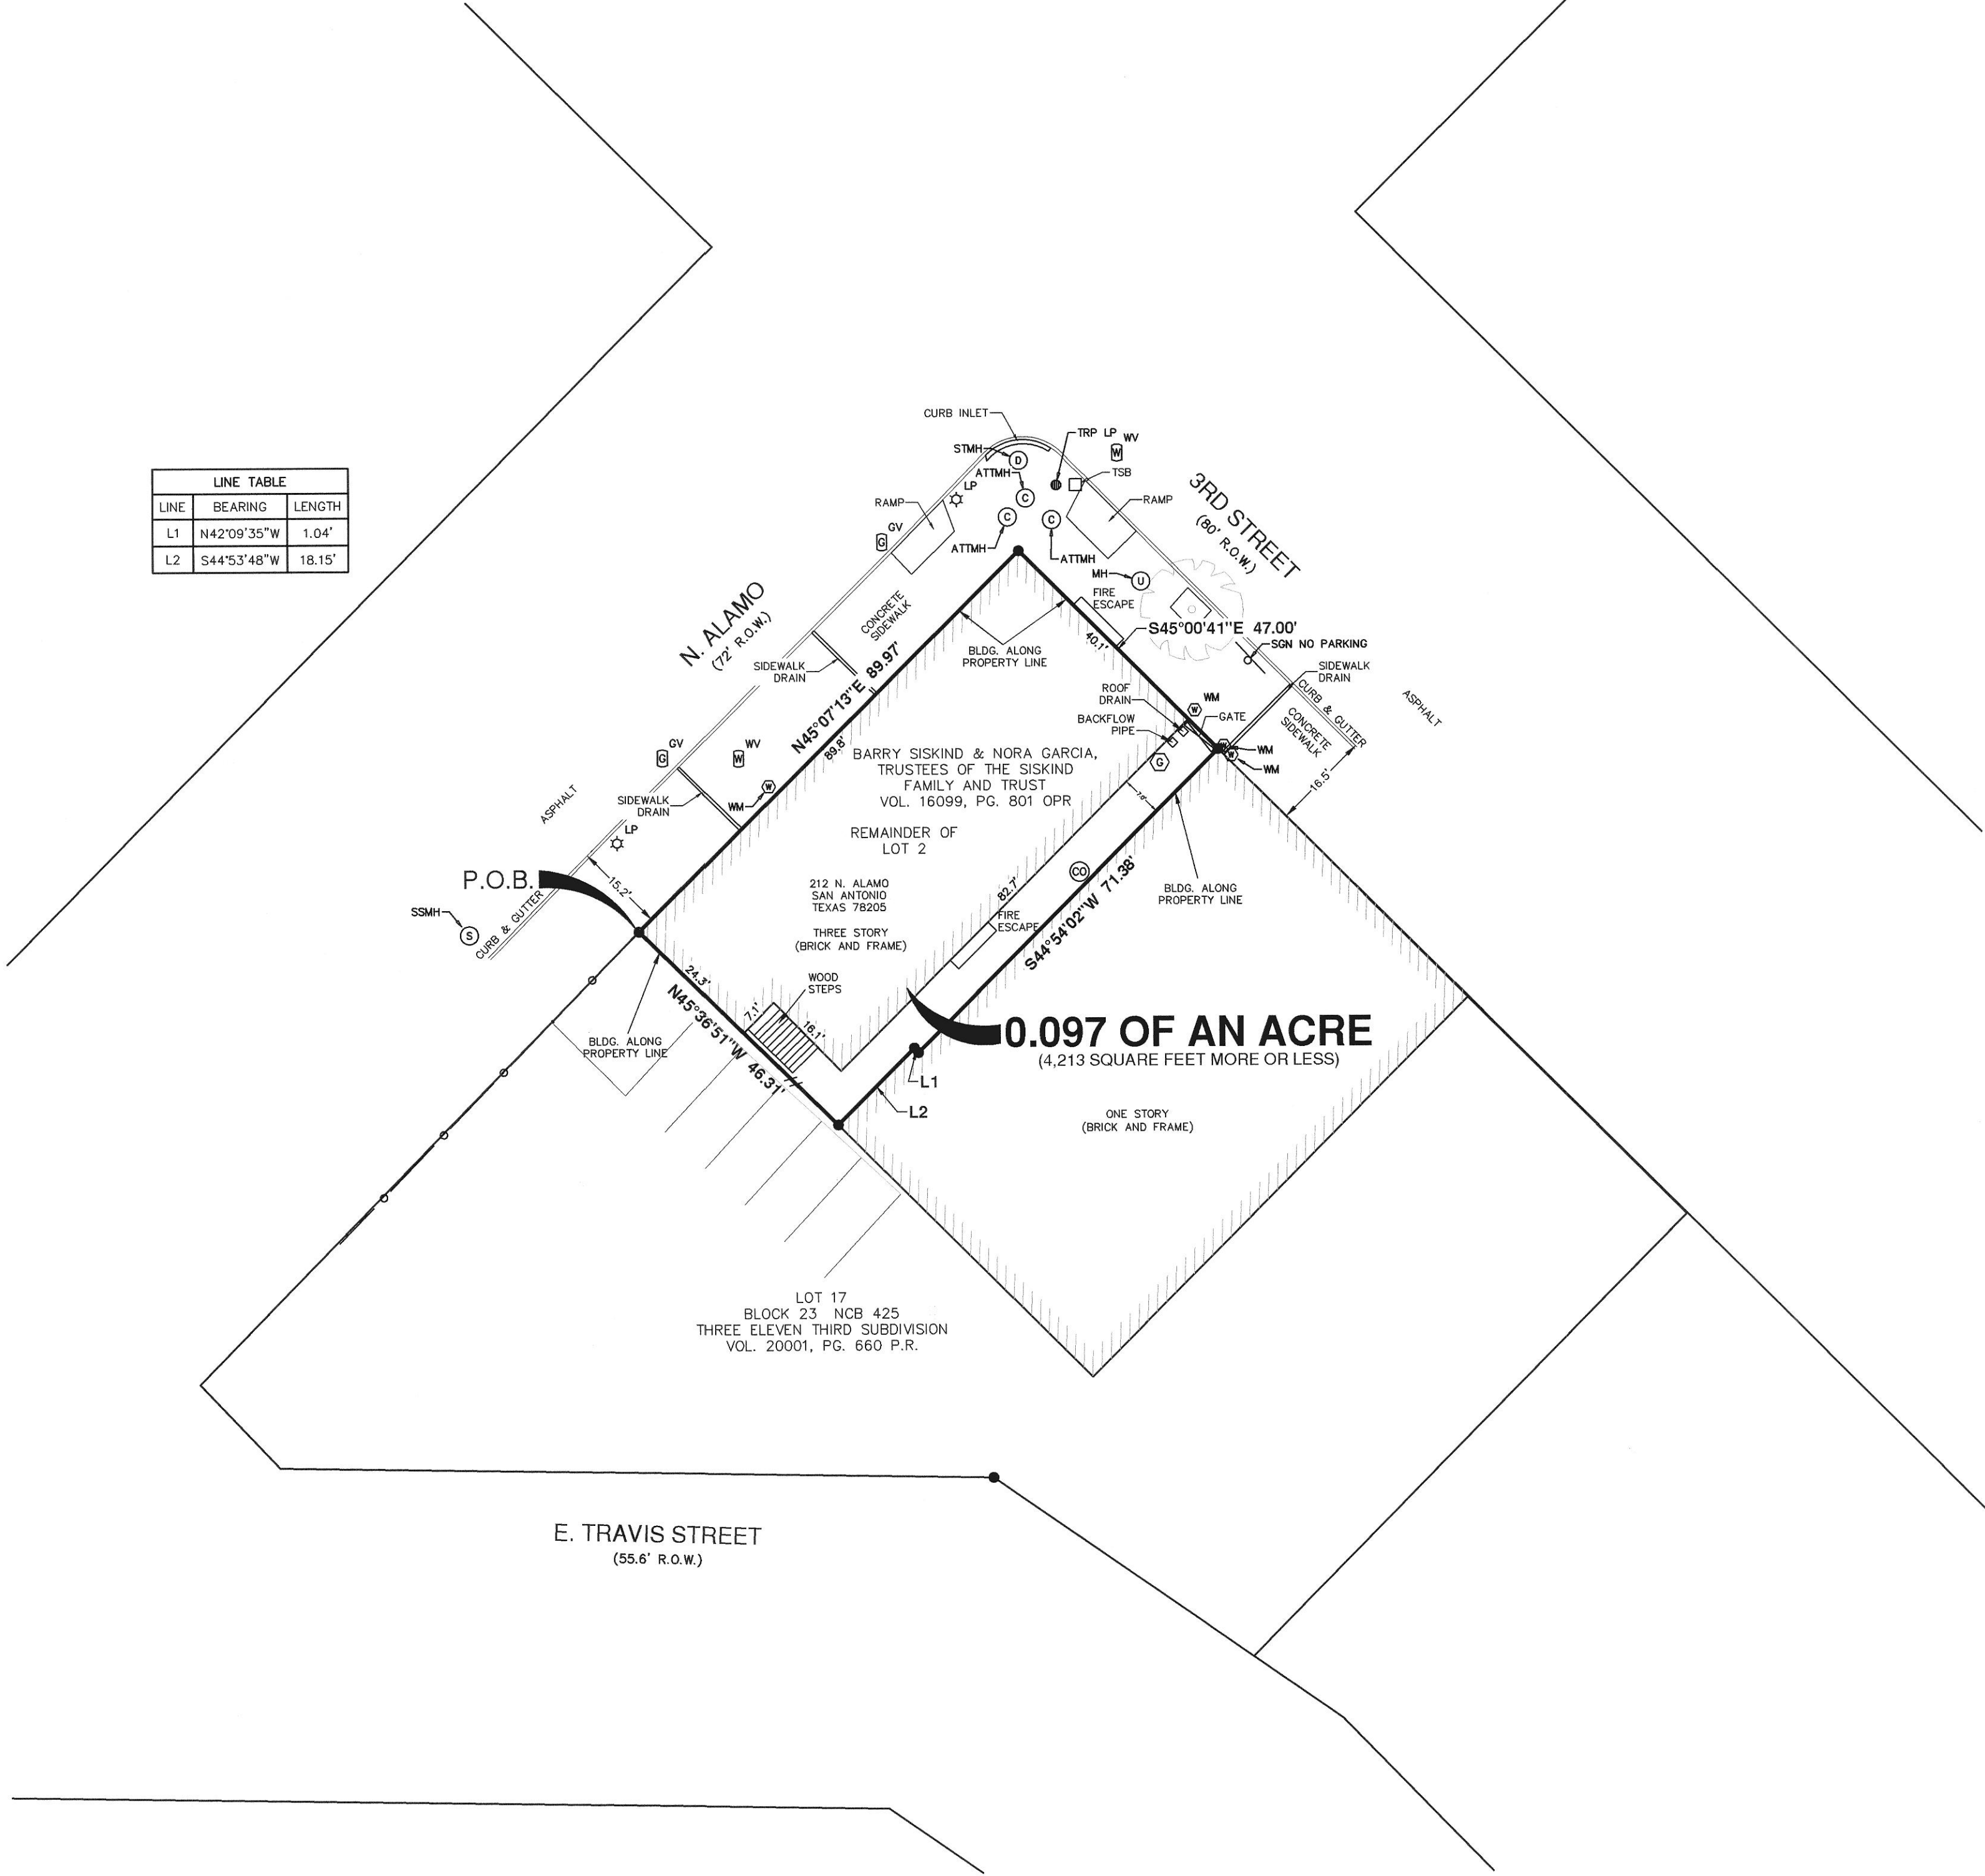 CURB INLET
TRP LP
WV
W
STMH
D
ATTMH
TSB
LP
C
RAMP
RAMP
3RD STREET
(80' R.O.W.)
GV
G
C
C
ATTMH
ATTMH
MH
U
FIRE
ESCAPE
LINE TABLE
LINE BEARING LENGTH
L1 N42°09'35"W 1.04'
L2 S44°53'48"W 18.15'
N. ALAMO
(72' R.O.W.)
CONCRETE
SIDEWALK
S45°00'41"E 47.00'
40.1'
SGN NO PARKING
BLDG. ALONG
PROPERTY LINE
SIDEWALK
DRAIN
SIDEWALK
DRAIN
N45°07'13"E 89.97'
89.8'
ROOF
DRAIN
WM
W
GATE
BACKFLOW
PIPE
CURB & GUTTER
CONCRETE
SIDEWALK
ASPHALT
W
WM
W
WM
G
16.5'
GV
G
WV
W
WM
W
BARRY SISKIND & NORA GARCIA,
TRUSTEES OF THE SISKIND
FAMILY AND TRUST
VOL. 16099, PG. 801 OPR
REMAINDER OF
LOT 2
SIDEWALK
DRAIN
ASPHALT
LP
P.O.B.
15.2'
SSMH
S
CURB & GUTTER
212 N. ALAMO
SAN ANTONIO
TEXAS 78205
THREE STORY
(BRICK AND FRAME)
CO
82.7'
FIRE
ESCAPE
S44°54'02"W 71.38'
BLDG. ALONG
PROPERTY LINE
24.3'
N45°36'51"W 46.31'
WOOD
STEPS
7.1'
16.1'
BLDG. ALONG
PROPERTY LINE
0.097 OF AN ACRE
(4,213 SQUARE FEET MORE OR LESS)
L1
L2
ONE STORY
(BRICK AND FRAME)
LOT 17
BLOCK 23 NCB 425
THREE ELEVEN THIRD SUBDIVISION
VOL. 20001, PG. 660 P.R.
E. TRAVIS STREET
(55.6' R.O.W.)